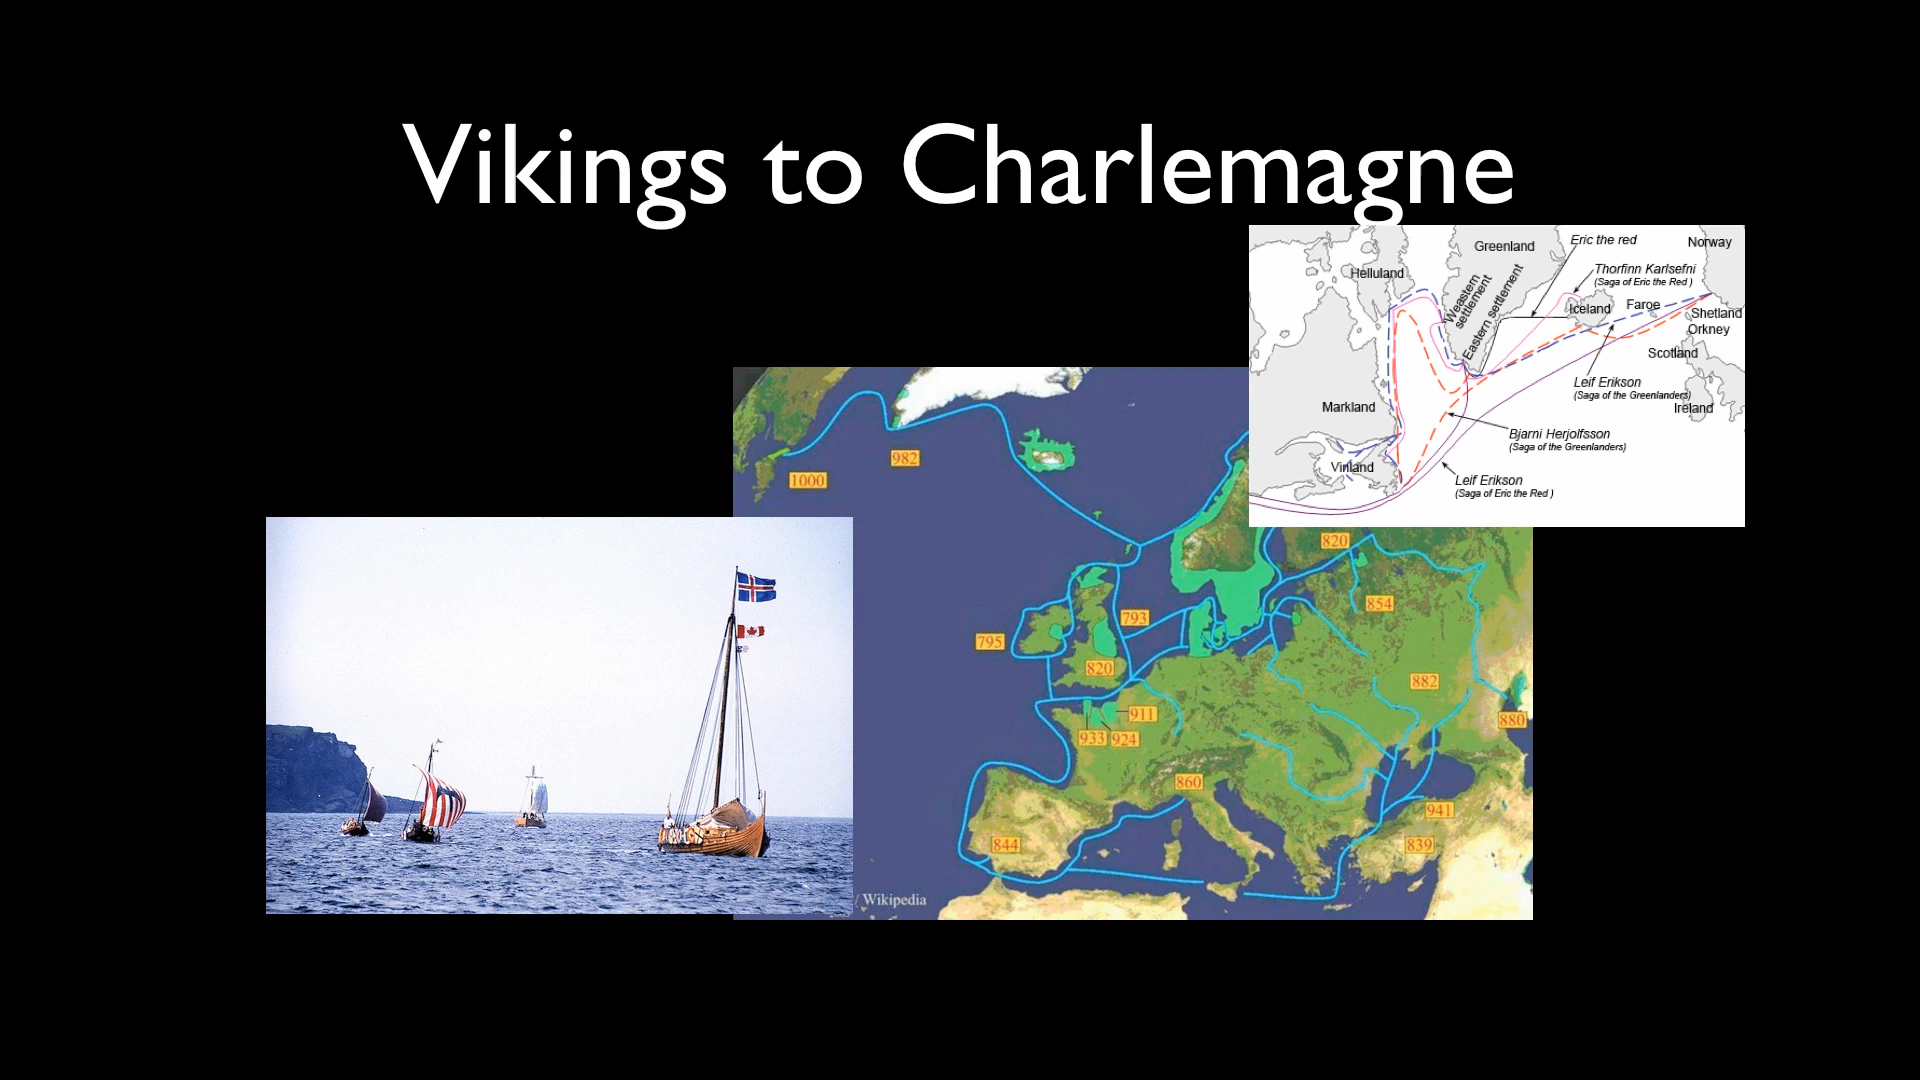 Vikings to Charlemagne
Greenland
Eric the red
Norway
Helluland
Thorfinn Karlsefni
(Saga of Eric the Red )
Weastern
settlement
Eastern settlement
Iceland
Faroe
Shetland
Orkney
Scotland
Leif Erikson
(Saga of the Greenlanders)
Ireland
Markland
Bjarni Herjolfsson
(Saga of the Greenlanders)
Vinland
Leif Erikson
(Saga of Eric the Red )
982
1000
820
854
793
795
820
882
911
880
933
924
860
941
844
839
/ Wikipedia